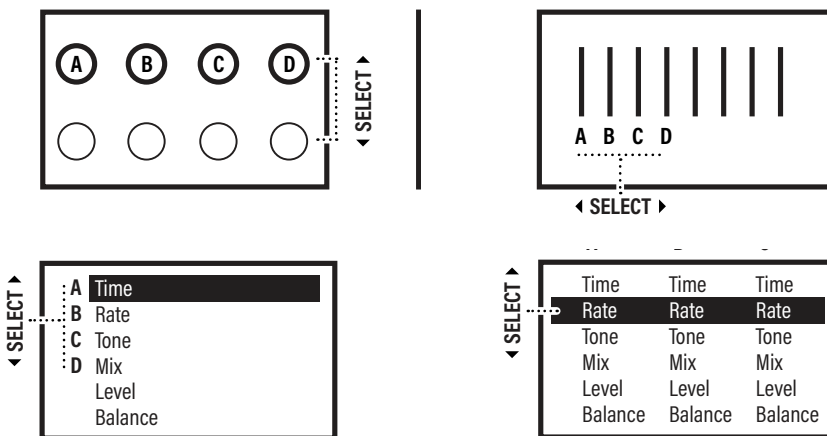 A B C D
◀ SELECT ▶
A B C D
◀ SELECT ▶
◀ SELECT ▶
A Time
B Rate
C Tone
D Mix
Level
Balance
◀ SELECT ▶
Time Time Time
Rate Rate Rate
Tone Tone Tone
Mix Mix Mix
Level Level Level
Balance Balance Balance